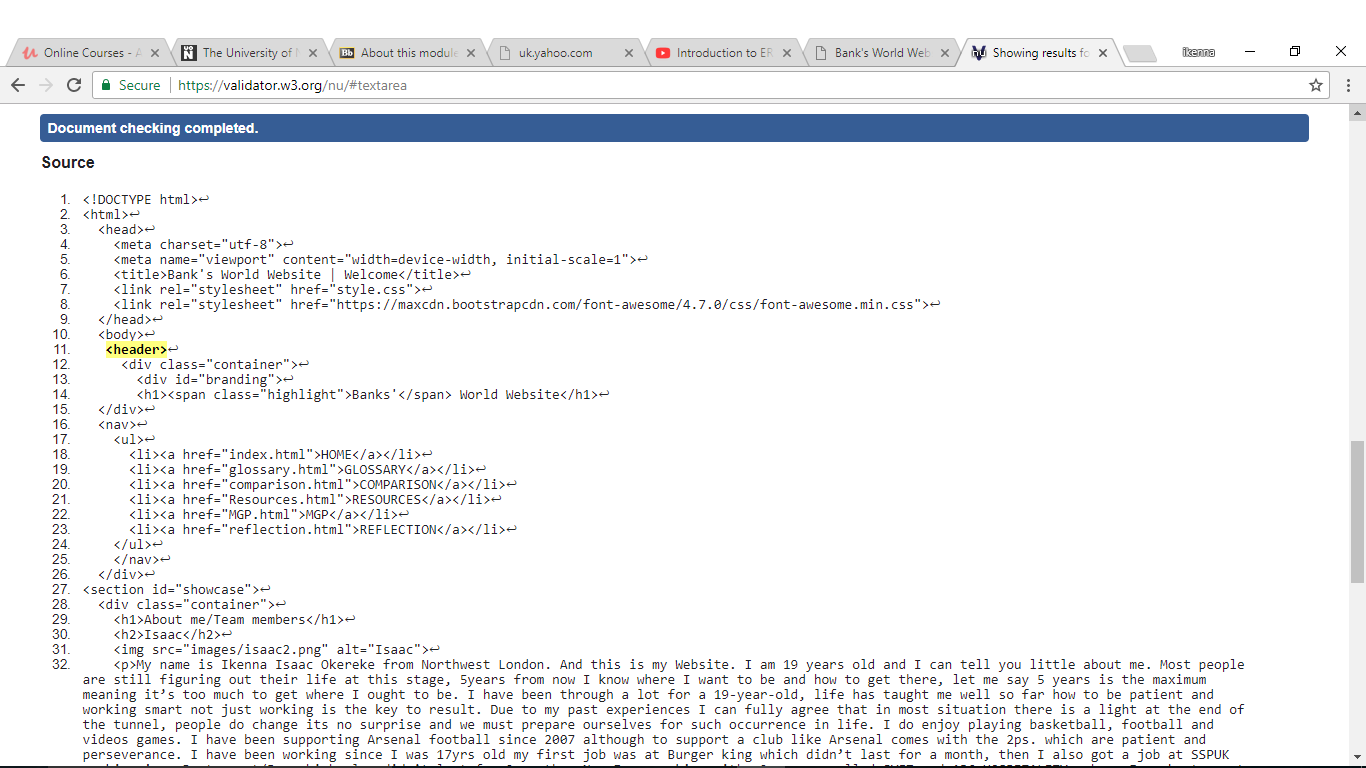 Online Courses - A
The University of N
Bb About this module
uk.yahoo.com
Introduction to ER
Bank's World Web
Showing results fo
ikenna
Secure https://validator.w3.org/nu/#textarea
Document checking completed.
Source
1. <!DOCTYPE html>↩
2. <html>↩
3. <head>↩
4. <meta charset="utf-8">↩
5. <meta name="viewport" content="width=device-width, initial-scale=1">↩
6. <title>Bank's World Website | Welcome</title>↩
7. <link rel="stylesheet" href="style.css">↩
8. <link rel="stylesheet" href="https://maxcdn.bootstrapcdn.com/font-awesome/4.7.0/css/font-awesome.min.css">↩
9. </head>↩
10. <body>↩
11. <header>↩
12. <div class="container">↩
13. <div id="branding">↩
14. <h1><span class="highlight">Banks'</span> World Website</h1>↩
15. </div>↩
16. <nav>↩
17. <ul>↩
18. <li><a href="index.html">HOME</a></li>↩
19. <li><a href="glossary.html">GLOSSARY</a></li>↩
20. <li><a href="comparison.html">COMPARISON</a></li>↩
21. <li><a href="Resources.html">RESOURCES</a></li>↩
22. <li><a href="MGP.html">MGP</a></li>↩
23. <li><a href="reflection.html">REFLECTION</a></li>↩
24. </ul>↩
25. </nav>↩
26. </div>↩
27. <section id="showcase">↩
28. <div class="container">↩
29. <h1>About me/Team members</h1>↩
30. <h2>Isaac</h2>↩
31. <img src="images/isaac2.png" alt="Isaac">↩
32. <p>My name is Ikenna Isaac Okereke from Northwest London. And this is my Website. I am 19 years old and I can tell you little about me. Most people
are still figuring out their life at this stage, 5years from now I know where I want to be and how to get there, let me say 5 years is the maximum
meaning it’s too much to get where I ought to be. I have been through a lot for a 19-year-old, life has taught me well so far how to be patient and
working smart not just working is the key to result. Due to my past experiences I can fully agree that in most situation there is a light at the end of
the tunnel, people do change its no surprise and we must prepare ourselves for such occurrence in life. I do enjoy playing basketball, football and
videos games. I have been supporting Arsenal football since 2007 although to support a club like Arsenal comes with the 2ps. which are patient and
perseverance. I have been working since I was 17yrs old my first job was at Burger king which didn’t last for a month, then I also got a job at SSPUK